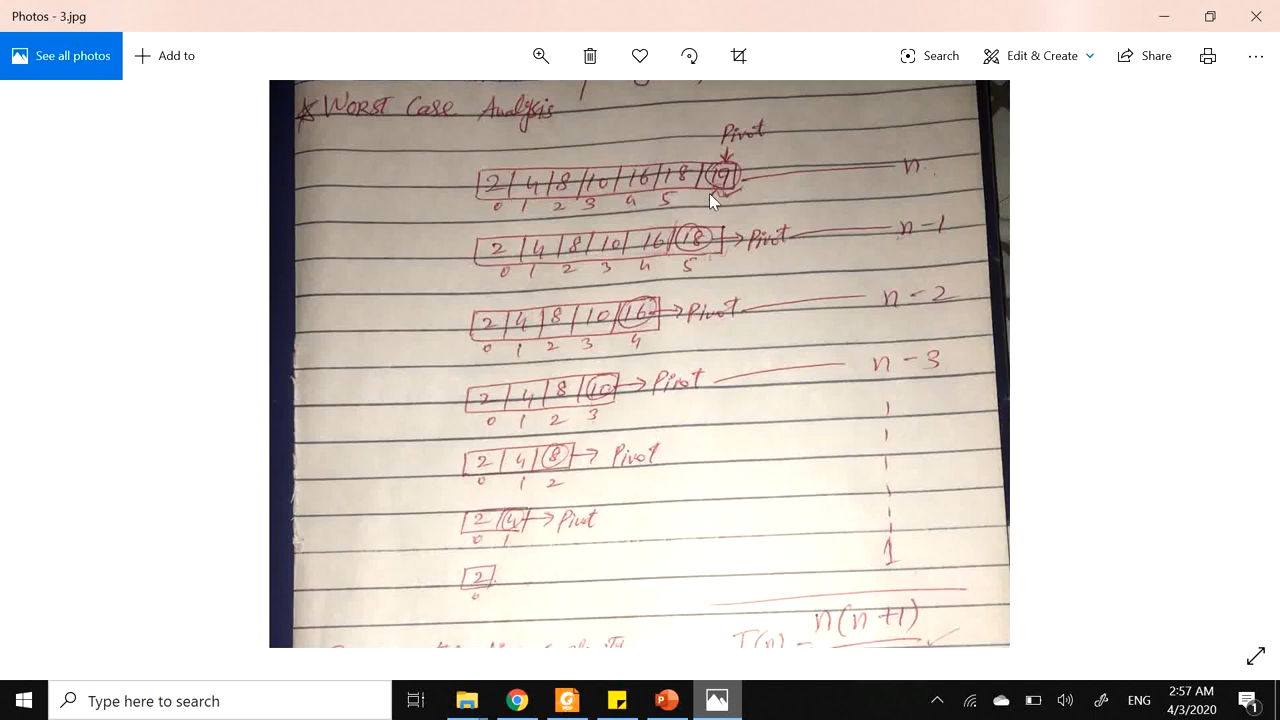 Photos - 3.jpg
See all photos
Add to
Search
Edit & Create
Share
WORST Case Analysis
Pivot
2 4 8 10 16 18 19 n
0 1 2 3 4 5
2 4 8 10 16 18 → Pivot n-1
0 1 2 3 4 5
2 4 8 10 16 → Pivot n-2
0 1 2 3 4
2 4 8 10 → Pivot n-3
0 1 2 3
2 4 8 → Pivot
0 1 2
2 4 → Pivot
0 1
1
2
0
n(n+1)
T(n) =
Type here to search
ENG
2:57 AM
4/3/2020
1